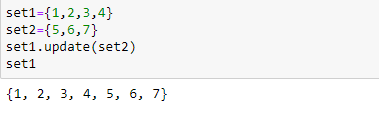 set1={1,2,3,4}
set2={5,6,7}
set1.update(set2)
set1
{1, 2, 3, 4, 5, 6, 7}